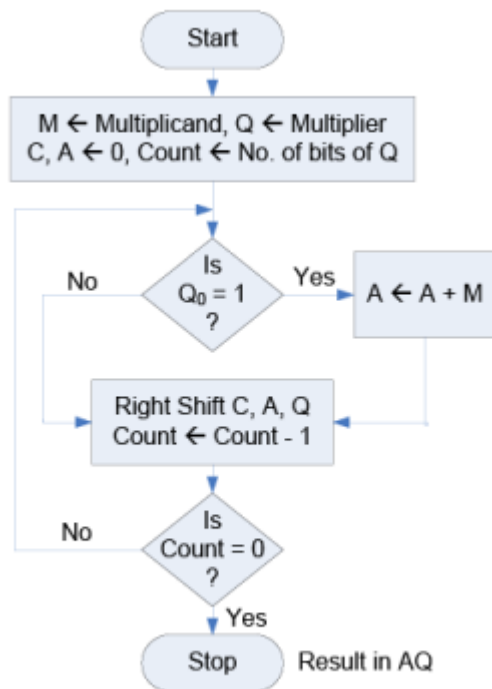 Start
M ← Multiplicand, Q ← Multiplier
C, A ← 0, Count ← No. of bits of Q
Is
Q₀ = 1
?
No
Yes
A ← A + M
Right Shift C, A, Q
Count ← Count - 1
Is
Count = 0
?
No
Yes
Stop
Result in AQ